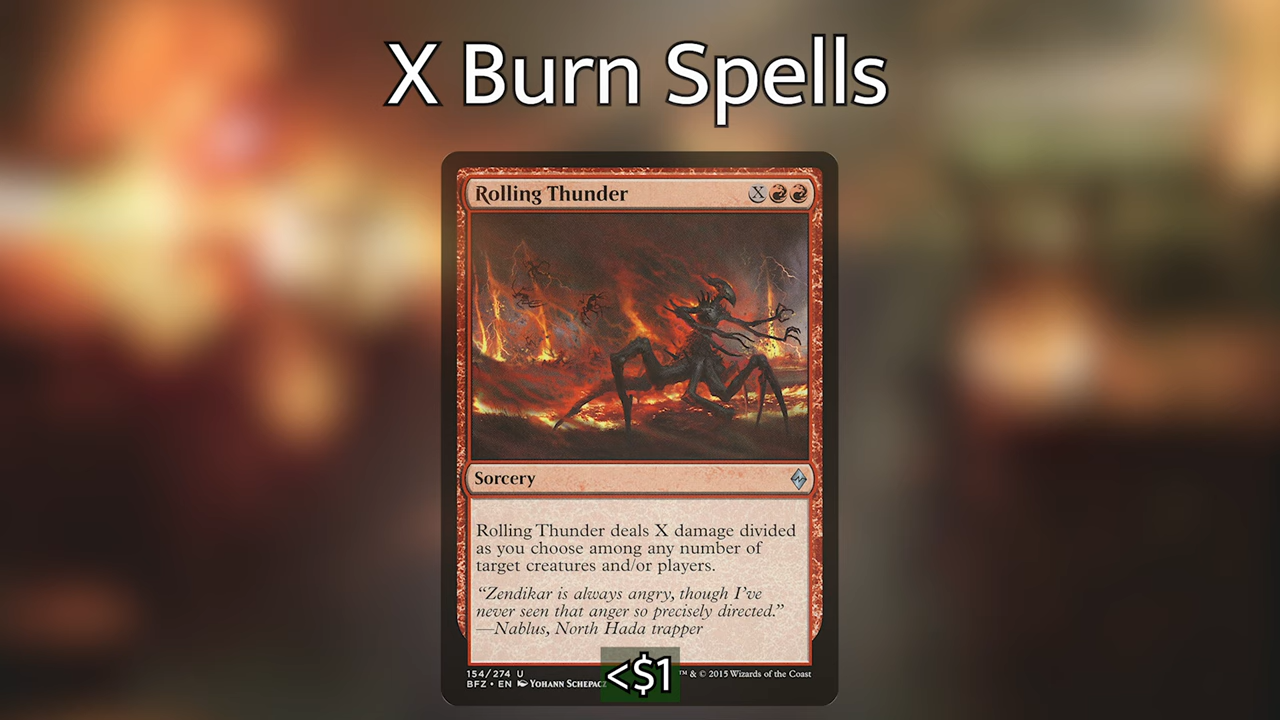 X Burn Spells
Rolling Thunder X
Sorcery
Rolling Thunder deals X damage divided
as you choose among any number of
target creatures and/or players.
“Zendikar is always angry, though I’ve
never seen that anger so precisely directed.”
—Nablus, North Hada trapper
154/274 U
BFZ • EN YOHANN SCHEPACZ
<$1
™ & © 2015 Wizards of the Coast